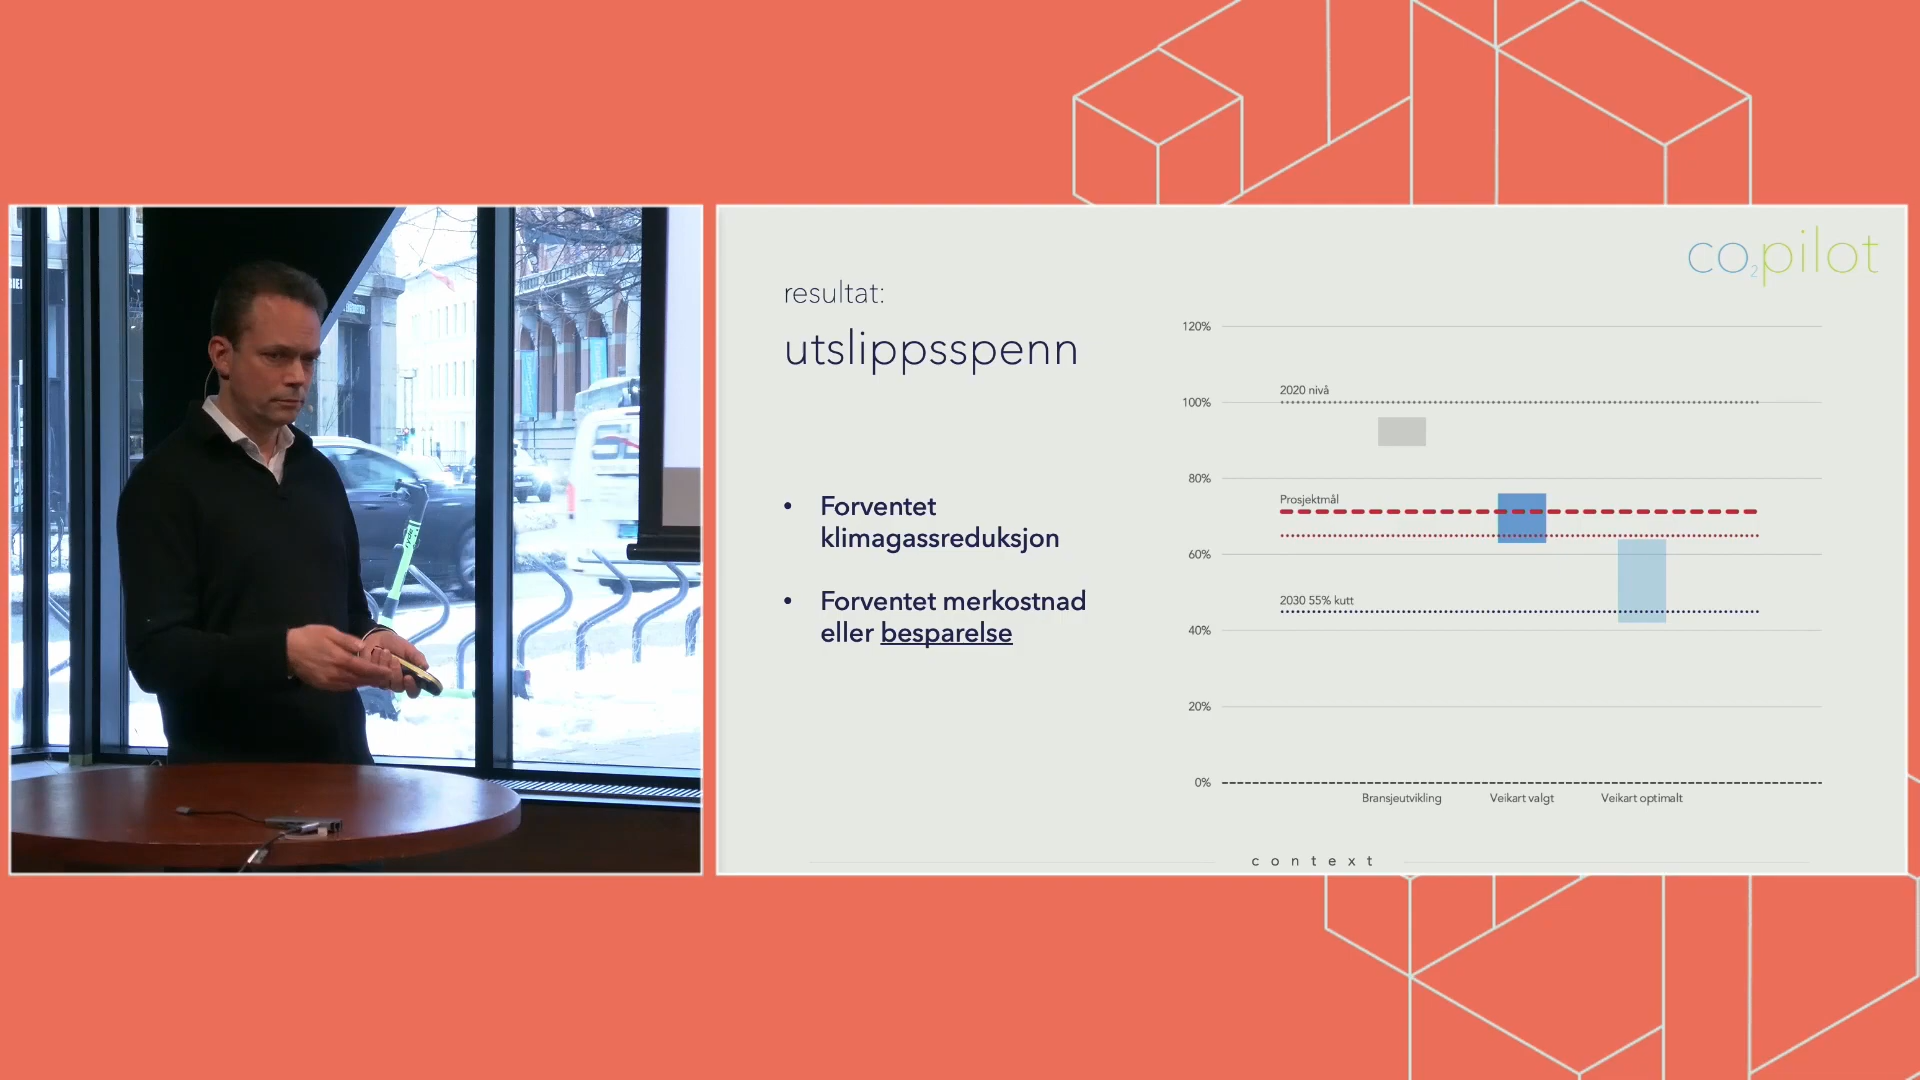 co₂pilot
resultat:
utslippsspenn
• Forventet
klimagassreduksjon
• Forventet merkostnad
eller besparelse
120%
2020 nivå
100%
80%
Prosjektmål
60%
2030 55% kutt
40%
20%
0%
Bransjeutvikling
Veikart valgt
Veikart optimalt
context